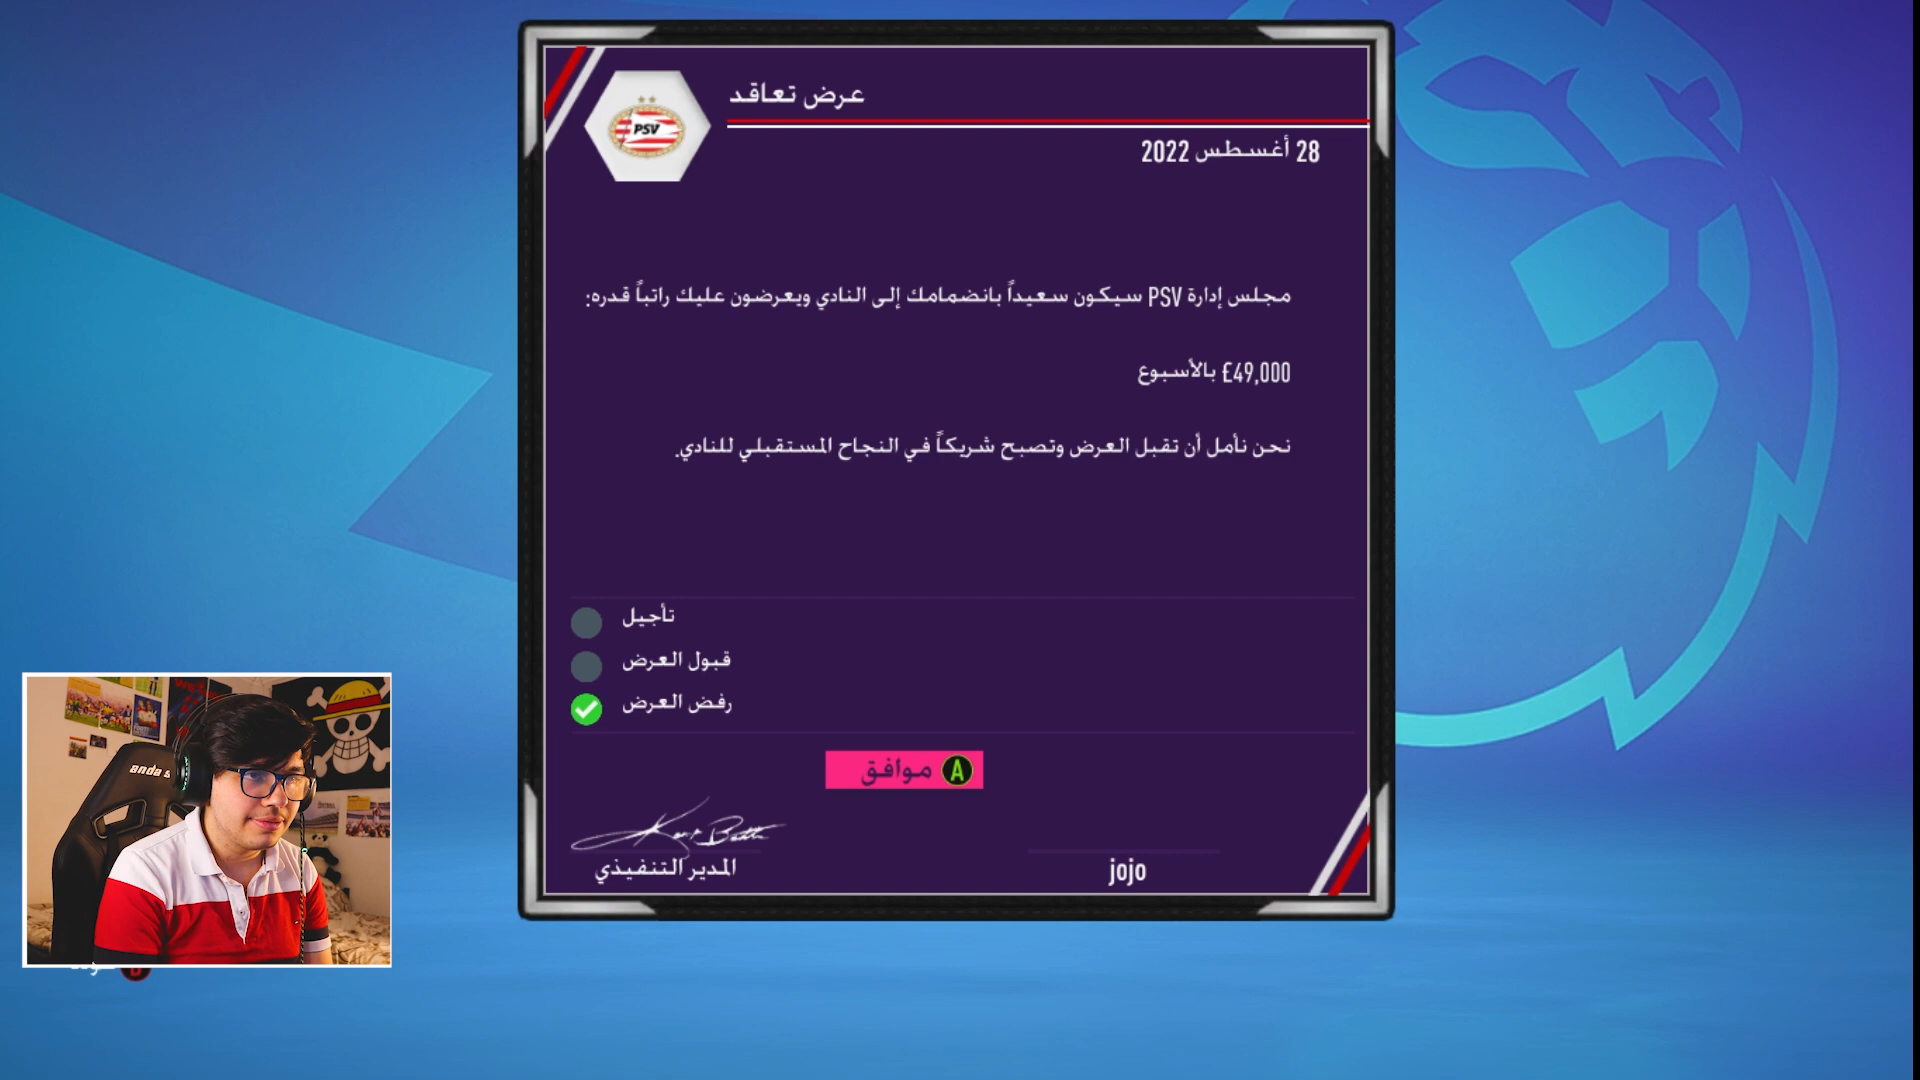 PSV
عرض تعاقد
28 أغسطس 2022
مجلس إدارة PSV سيكون سعيداً بانضمامك إلى النادي ويعرضون عليك راتباً قدره:
£49,000 بالأسبوع
نحن نأمل أن تقبل العرض وتصبح شريكاً في النجاح المستقبلي للنادي.
تأجيل
قبول العرض
رفض العرض
A موافق
المدير التنفيذي
jojo
anda s